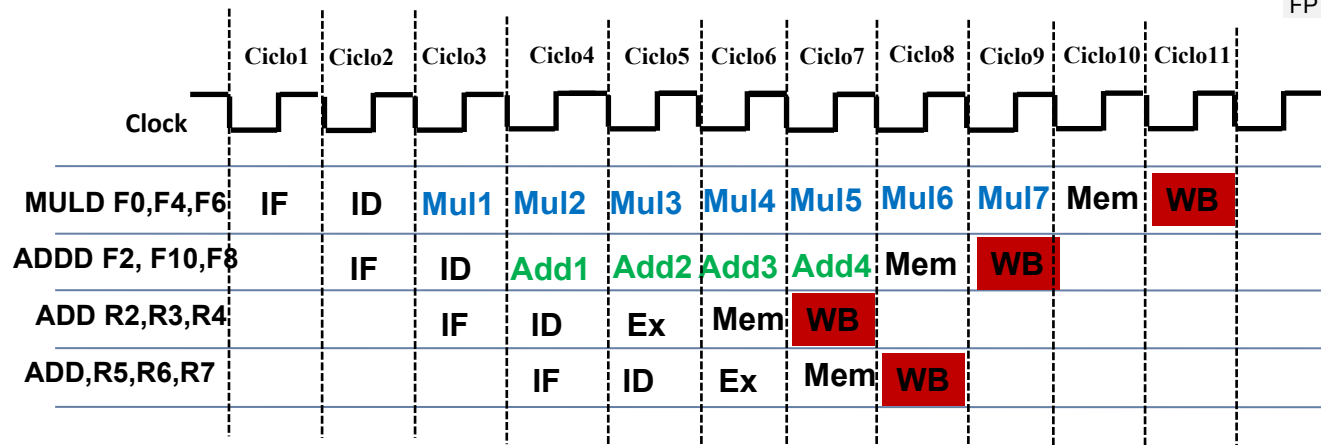 FP
Ciclo1 Ciclo2 Ciclo3 Ciclo4 Ciclo5 Ciclo6 Ciclo7 Ciclo8 Ciclo9 Ciclo10 Ciclo11
Clock
MULD F0,F4,F6 IF ID Mul1 Mul2 Mul3 Mul4 Mul5 Mul6 Mul7 Mem WB
ADDD F2, F10,F8 IF ID Add1 Add2 Add3 Add4 Mem WB
ADD R2,R3,R4 IF ID Ex Mem WB
ADD,R5,R6,R7 IF ID Ex Mem WB